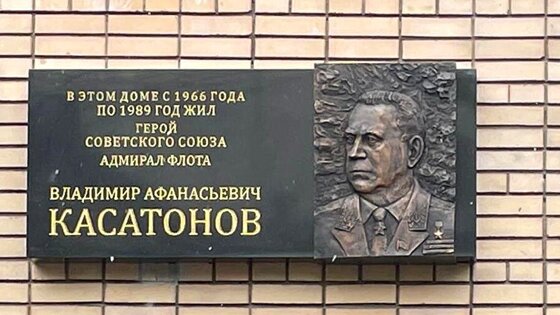 В ЭТОМ ДОМЕ С 1966 ГОДА
ПО 1989 ГОД ЖИЛ
ГЕРОЙ
СОВЕТСКОГО СОЮЗА
АДМИРАЛ ФЛОТА
ВЛАДИМИР АФАНАСЬЕВИЧ
КАСАТОНОВ